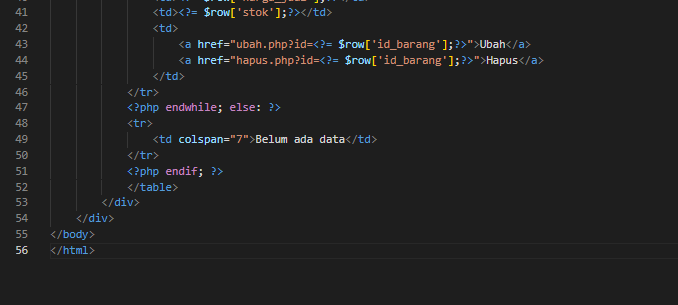 41 <td><?= $row['stok'];?></td>
42 <td>
43 <a href="ubah.php?id=<?= $row['id_barang'];?>">Ubah</a>
44 <a href="hapus.php?id=<?= $row['id_barang'];?>">Hapus</a>
45 </td>
46 </tr>
47 <?php endwhile; else: ?>
48 <tr>
49 <td colspan="7">Belum ada data</td>
50 </tr>
51 <?php endif; ?>
52 </table>
53 </div>
54 </div>
55 </body>
56 </html>